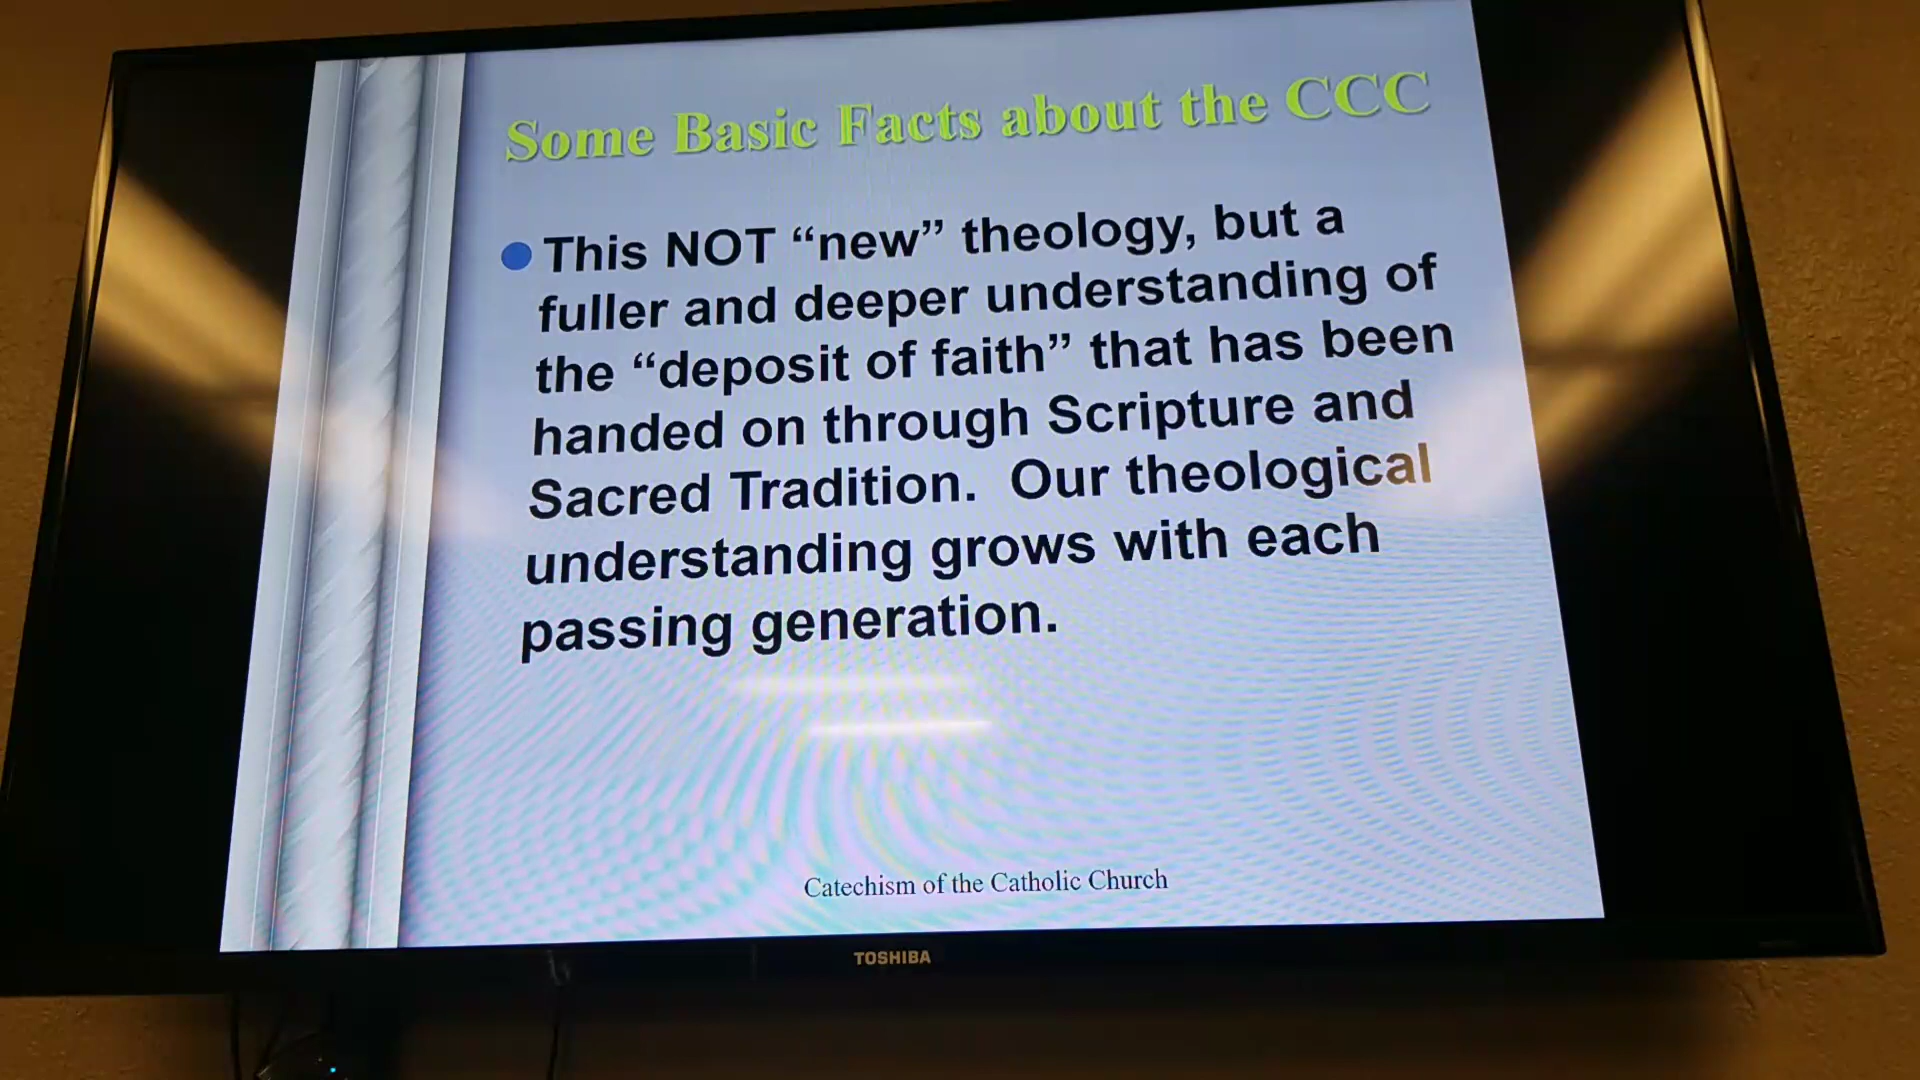 Some Basic Facts about the CCC
This NOT “new” theology, but a
fuller and deeper understanding of
the “deposit of faith” that has been
handed on through Scripture and
Sacred Tradition. Our theological
understanding grows with each
passing generation.
Catechism of the Catholic Church
TOSHIBA